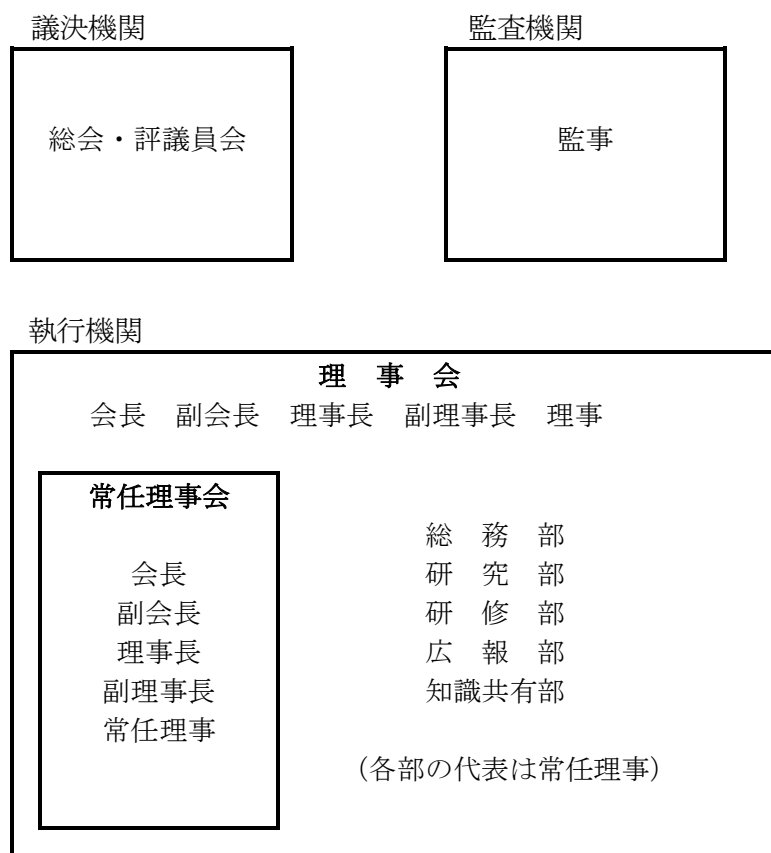 議決機関
総会・評議員会
監査機関
監事
執行機関
理　事　会
会長　副会長　理事長　副理事長　理事
常任理事会
会長
副会長
理事長
副理事長
常任理事
総　務　部
研　究　部
研　修　部
広　報　部
知識共有部
（各部の代表は常任理事）